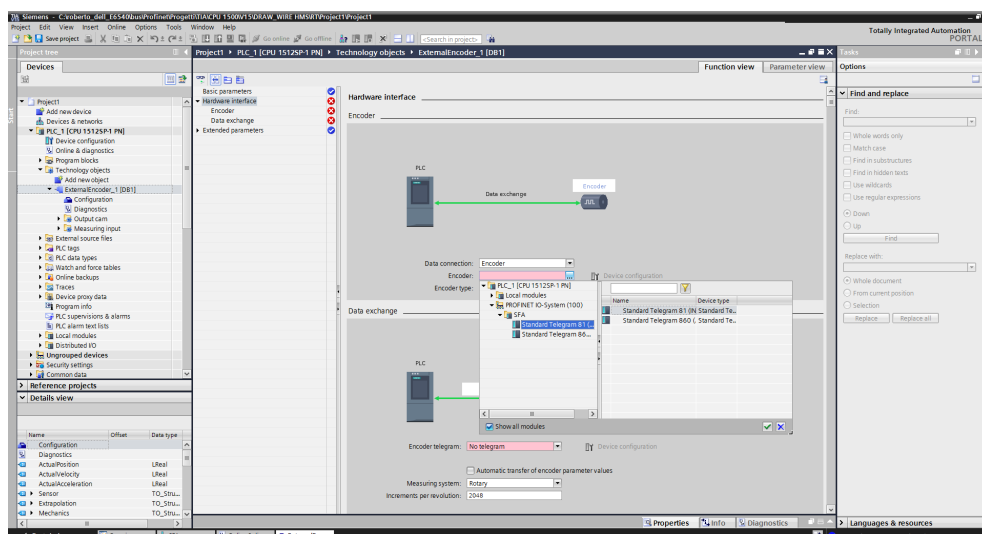 Siemens - C:\roberto_dell_E6540\bus\Profinet\Progetti\TIA\CPU 1500\V15\DRAW_WIRE HMSIRT\Project1\Project1
Project Edit View Insert Online Options Tools Window Help
Save project
Go online
Go offline
<Search in project>
Totally Integrated Automation
PORTAL
Project tree
Project1 PLC_1 [CPU 1512SP-1 PN] Technology objects ExternalEncoder_1 [DB1]
Tasks
Devices
Function view
Parameter view
Options
Start
Basic parameters
Hardware interface
Encoder
Data exchange
Extended parameters
Project1
Add new device
Devices & networks
PLC_1 [CPU 1512SP-1 PN]
Device configuration
Online & diagnostics
Program blocks
Technology objects
Add new object
ExternalEncoder_1 [DB1]
Configuration
Diagnostics
Output cam
Measuring input
External source files
PLC tags
PLC data types
Watch and force tables
Online backups
Traces
Device proxy data
Program info
PLC supervisions & alarms
PLC alarm text lists
Local modules
Distributed I/O
Ungrouped devices
Security settings
Common data
Reference projects
Details view
Name Offset Data type
Configuration
Diagnostics
ActualPosition LReal
ActualVelocity LReal
ActualAcceleration LReal
Sensor TO_Stru...
Extrapolation TO_Stru...
Mechanics TO_Stru...
Hardware interface
Encoder
PLC
Data exchange
Encoder
Data connection: Encoder
Encoder:
Device configuration
Encoder type:
PLC_1 [CPU 1512SP-1 PN]
Local modules
PROFINET IO-System (100)
SFA
Standard Telegram 81 (...
Standard Telegram 86...
Name Device type
Standard Telegram 81 (IN Standard Te..
Standard Telegram 860 (. Standard Te..
Show all modules
Data exchange
PLC
Encoder telegram: No telegram
Device configuration
Automatic transfer of encoder parameter values
Measuring system: Rotary
Increments per revolution: 2048
Properties
Info
Diagnostics
Find and replace
Find:
Whole words only
Match case
Find in substructures
Find in hidden texts
Use wildcards
Use regular expressions
Down
Up
Find
Replace with:
Whole document
From current position
Selection
Replace
Replace all
Languages & resources